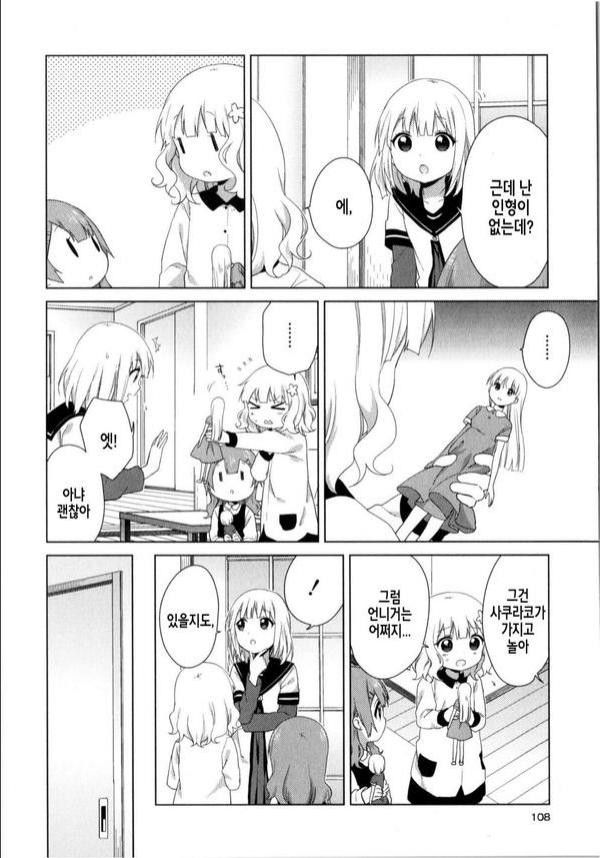 근데 난
인형이
없는데?
에,
……
……
엣!
아냐
괜찮아
그건
사쿠라코가
가지고
놀아
그럼
언니거는
어쩌지...
!
있을지도,
108